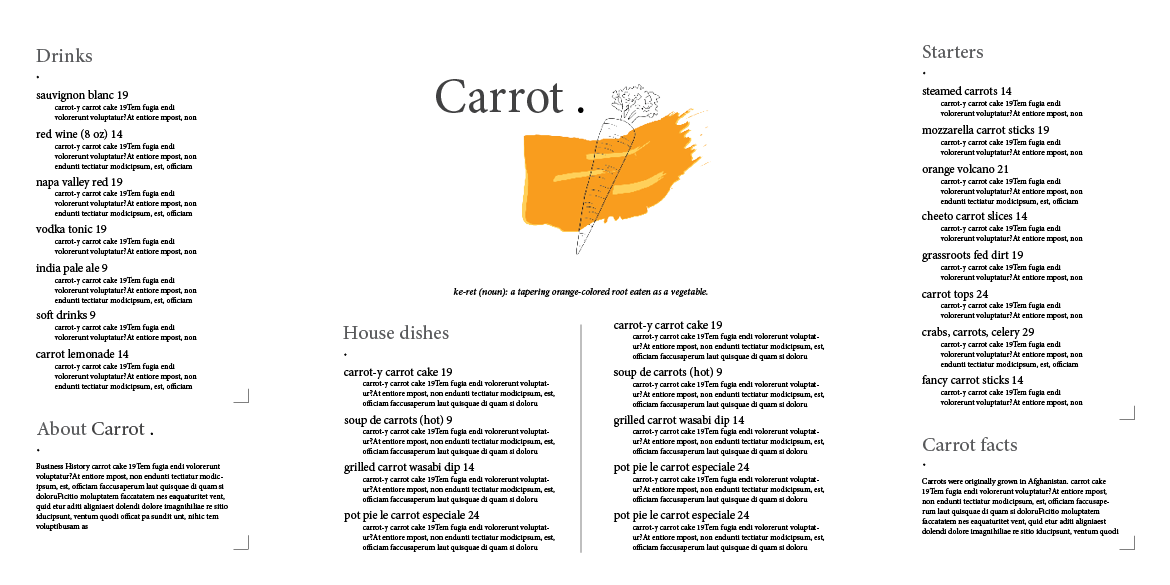 Drinks
.
sauvignon blanc 19
carrot-y carrot cake 19Tem fugia endi
volorerunt voluptatur?At entiore mpost, non
red wine (8 oz) 14
carrot-y carrot cake 19Tem fugia endi
volorerunt voluptatur?At entiore mpost, non
endunti tectiatur modicipsum, est, officiam
napa valley red 19
carrot-y carrot cake 19Tem fugia endi
volorerunt voluptatur?At entiore mpost, non
endunti tectiatur modicipsum, est, officiam
vodka tonic 19
carrot-y carrot cake 19Tem fugia endi
volorerunt voluptatur?At entiore mpost, non
india pale ale 9
carrot-y carrot cake 19Tem fugia endi
volorerunt voluptatur?At entiore mpost, non
endunti tectiatur modicipsum, est, officiam
soft drinks 9
carrot-y carrot cake 19Tem fugia endi
volorerunt voluptatur?At entiore mpost, non
carrot lemonade 14
carrot-y carrot cake 19Tem fugia endi
volorerunt voluptatur?At entiore mpost, non
endunti tectiatur modicipsum, est, officiam
About Carrot .
.
Business History carrot cake 19Tem fugia endi volorerunt
voluptatur?At entiore mpost, non endunti tectiatur modic-
ipsum, est, officiam faccusaperum laut quisquae di quam si
doloruFicitio moluptatem faccatatem nes eaquaturitet vent,
quid etur aditi aligniaest dolendi dolore imagnihiliae re sitio
iducipsunt, ventum quodi officat pa sundit unt, nihic tem
voluptibusam as
Carrot .
ke-ret (noun): a tapering orange-colored root eaten as a vegetable.
House dishes
.
carrot-y carrot cake 19
carrot-y carrot cake 19Tem fugia endi volorerunt voluptat-
ur?At entiore mpost, non endunti tectiatur modicipsum, est,
officiam faccusaperum laut quisquae di quam si doloru
soup de carrots (hot) 9
carrot-y carrot cake 19Tem fugia endi volorerunt voluptat-
ur?At entiore mpost, non endunti tectiatur modicipsum, est,
officiam faccusaperum laut quisquae di quam si doloru
grilled carrot wasabi dip 14
carrot-y carrot cake 19Tem fugia endi volorerunt voluptat-
ur?At entiore mpost, non endunti tectiatur modicipsum, est,
officiam faccusaperum laut quisquae di quam si doloru
pot pie le carrot especiale 24
carrot-y carrot cake 19Tem fugia endi volorerunt voluptat-
ur?At entiore mpost, non endunti tectiatur modicipsum, est,
officiam faccusaperum laut quisquae di quam si doloru
carrot-y carrot cake 19
carrot-y carrot cake 19Tem fugia endi volorerunt voluptat-
ur?At entiore mpost, non endunti tectiatur modicipsum, est,
officiam faccusaperum laut quisquae di quam si doloru
soup de carrots (hot) 9
carrot-y carrot cake 19Tem fugia endi volorerunt voluptat-
ur?At entiore mpost, non endunti tectiatur modicipsum, est,
officiam faccusaperum laut quisquae di quam si doloru
grilled carrot wasabi dip 14
carrot-y carrot cake 19Tem fugia endi volorerunt voluptat-
ur?At entiore mpost, non endunti tectiatur modicipsum, est,
officiam faccusaperum laut quisquae di quam si doloru
pot pie le carrot especiale 24
carrot-y carrot cake 19Tem fugia endi volorerunt voluptat-
ur?At entiore mpost, non endunti tectiatur modicipsum, est,
officiam faccusaperum laut quisquae di quam si doloru
pot pie le carrot especiale 24
carrot-y carrot cake 19Tem fugia endi volorerunt voluptat-
ur?At entiore mpost, non endunti tectiatur modicipsum, est,
officiam faccusaperum laut quisquae di quam si doloru
Starters
.
steamed carrots 14
carrot-y carrot cake 19Tem fugia endi
volorerunt voluptatur?At entiore mpost, non
mozzarella carrot sticks 19
carrot-y carrot cake 19Tem fugia endi
volorerunt voluptatur?At entiore mpost, non
orange volcano 21
carrot-y carrot cake 19Tem fugia endi
volorerunt voluptatur?At entiore mpost, non
endunti tectiatur modicipsum, est, officiam
cheeto carrot slices 14
carrot-y carrot cake 19Tem fugia endi
volorerunt voluptatur?At entiore mpost, non
grassroots fed dirt 19
carrot-y carrot cake 19Tem fugia endi
volorerunt voluptatur?At entiore mpost, non
carrot tops 24
carrot-y carrot cake 19Tem fugia endi
volorerunt voluptatur?At entiore mpost, non
crabs, carrots, celery 29
carrot-y carrot cake 19Tem fugia endi
volorerunt voluptatur?At entiore mpost, non
endunti tectiatur modicipsum, est, officiam
fancy carrot sticks 14
carrot-y carrot cake 19Tem fugia endi
volorerunt voluptatur?At entiore mpost, non
Carrot facts
.
Carrots were originally grown in Afghanistan. carrot cake
19Tem fugia endi volorerunt voluptatur?At entiore mpost,
non endunti tectiatur modicipsum, est, officiam faccusape-
rum laut quisquae di quam si doloruFicitio moluptatem
faccatatem nes eaquaturitet vent, quid etur aditi aligniaest
dolendi dolore imagnihiliae re sitio iducipsunt, ventum quodi